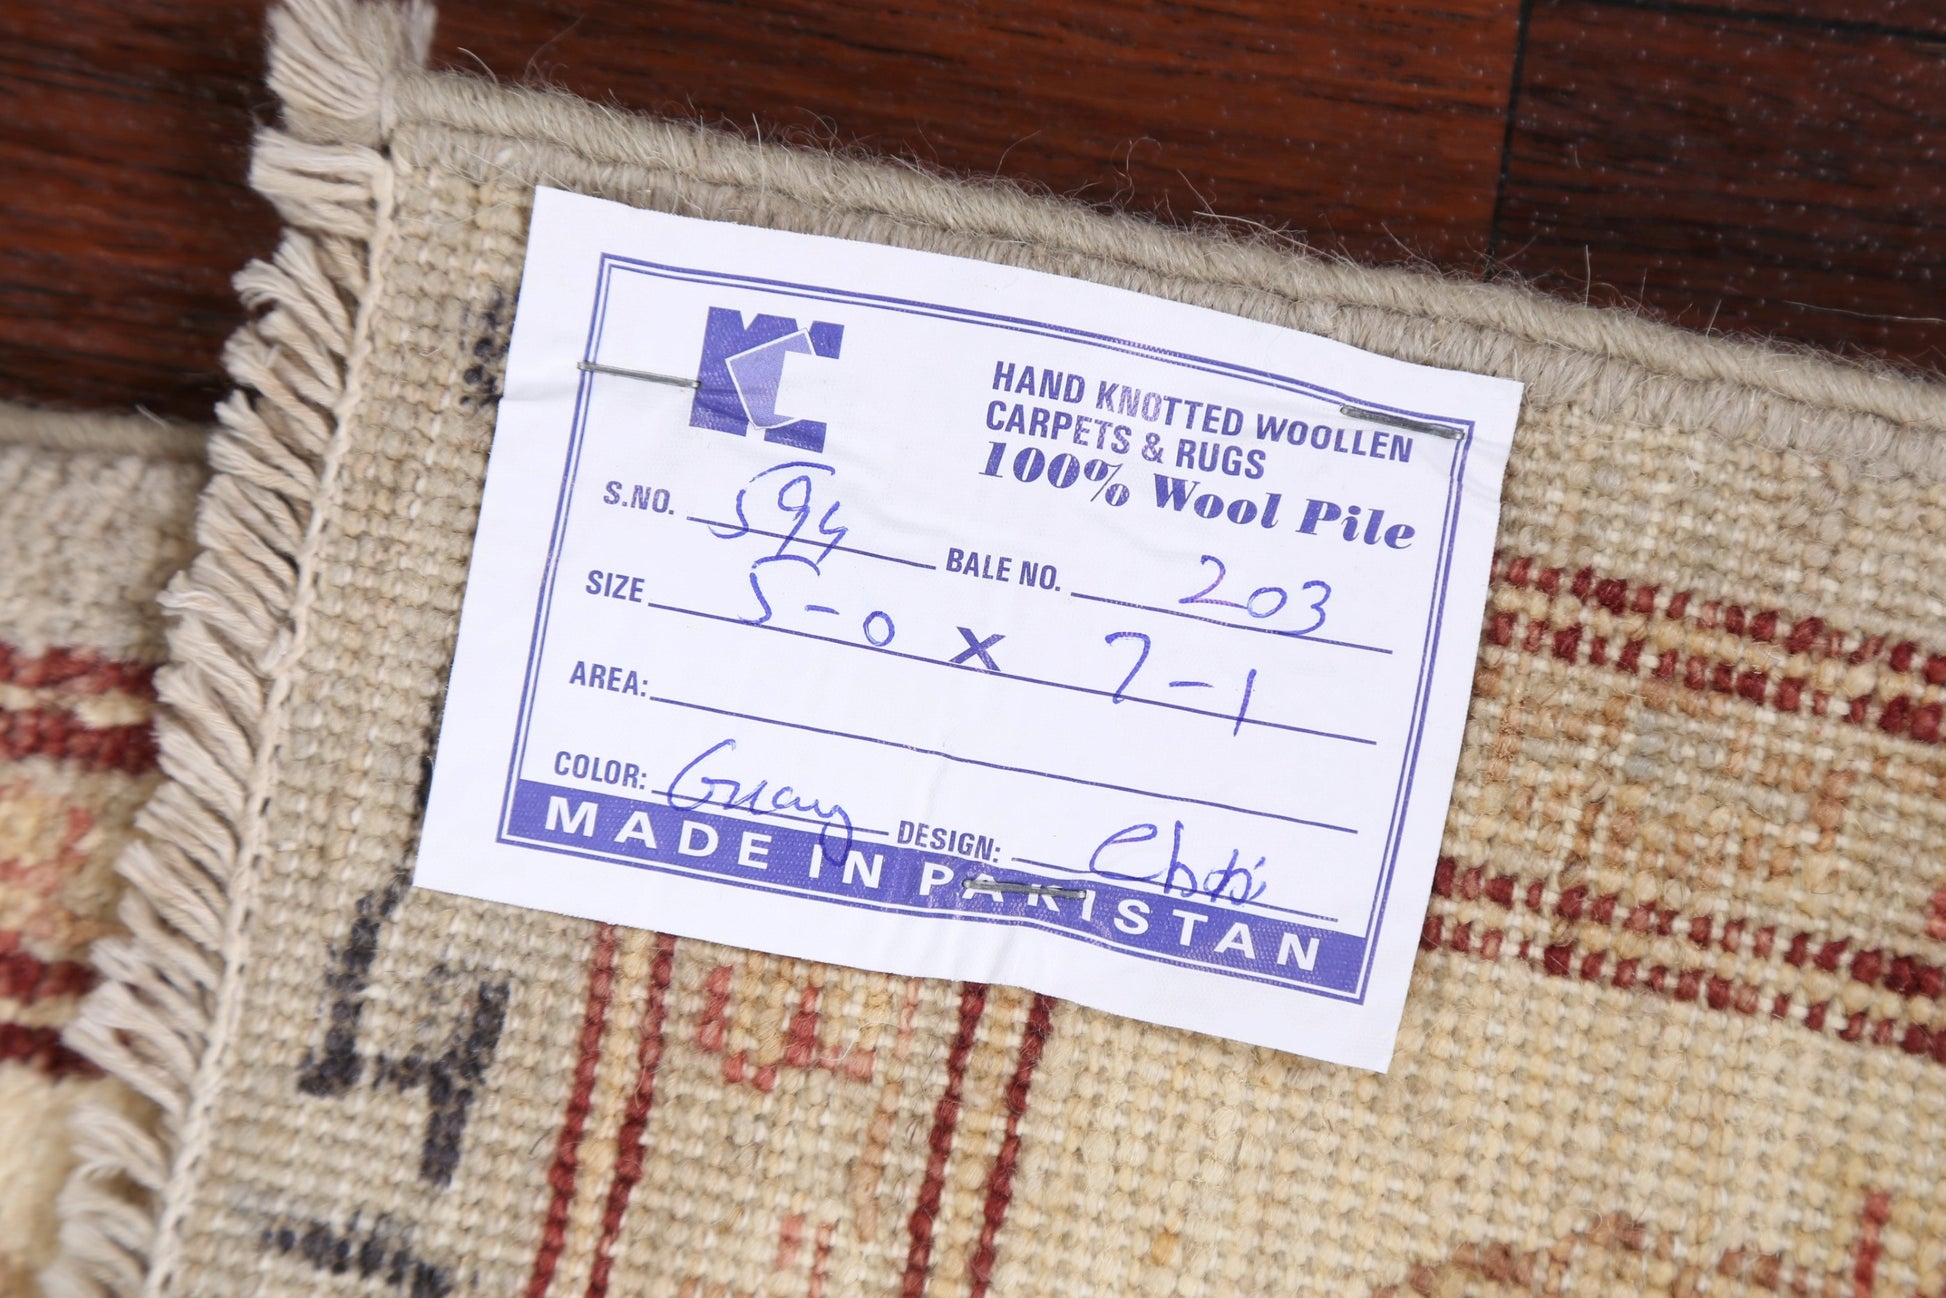 HAND KNOTTED WOOLLEN
CARPETS & RUGS
100% Wool Pile
S.NO. 594 BALE NO. 203
SIZE 5-0 X 7-1
AREA:
COLOR: Gray DESIGN:
MADE IN PAKISTAN